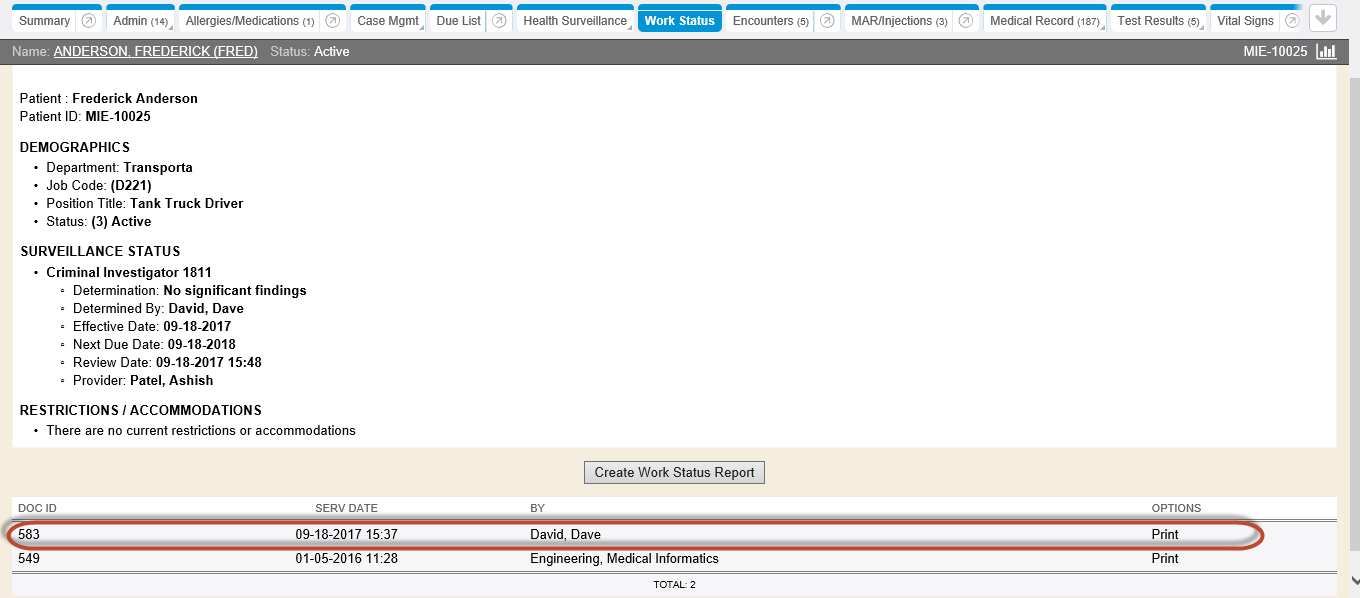 Summary Admin (14) Allergies/Medications (1) Case Mgmt Due List Health Surveillance Work Status Encounters (5) MAR/Injections (3) Medical Record (187) Test Results (5) Vital Signs
Name: ANDERSON, FREDERICK (FRED) Status: Active MIE-10025
Patient : Frederick Anderson
Patient ID: MIE-10025
DEMOGRAPHICS
• Department: Transporta
• Job Code: (D221)
• Position Title: Tank Truck Driver
• Status: (3) Active
SURVEILLANCE STATUS
• Criminal Investigator 1811
◦ Determination: No significant findings
◦ Determined By: David, Dave
◦ Effective Date: 09-18-2017
◦ Next Due Date: 09-18-2018
◦ Review Date: 09-18-2017 15:48
◦ Provider: Patel, Ashish
RESTRICTIONS / ACCOMMODATIONS
• There are no current restrictions or accommodations
Create Work Status Report
DOC ID SERV DATE BY OPTIONS
583 09-18-2017 15:37 David, Dave Print
549 01-05-2016 11:28 Engineering, Medical Informatics Print
TOTAL: 2